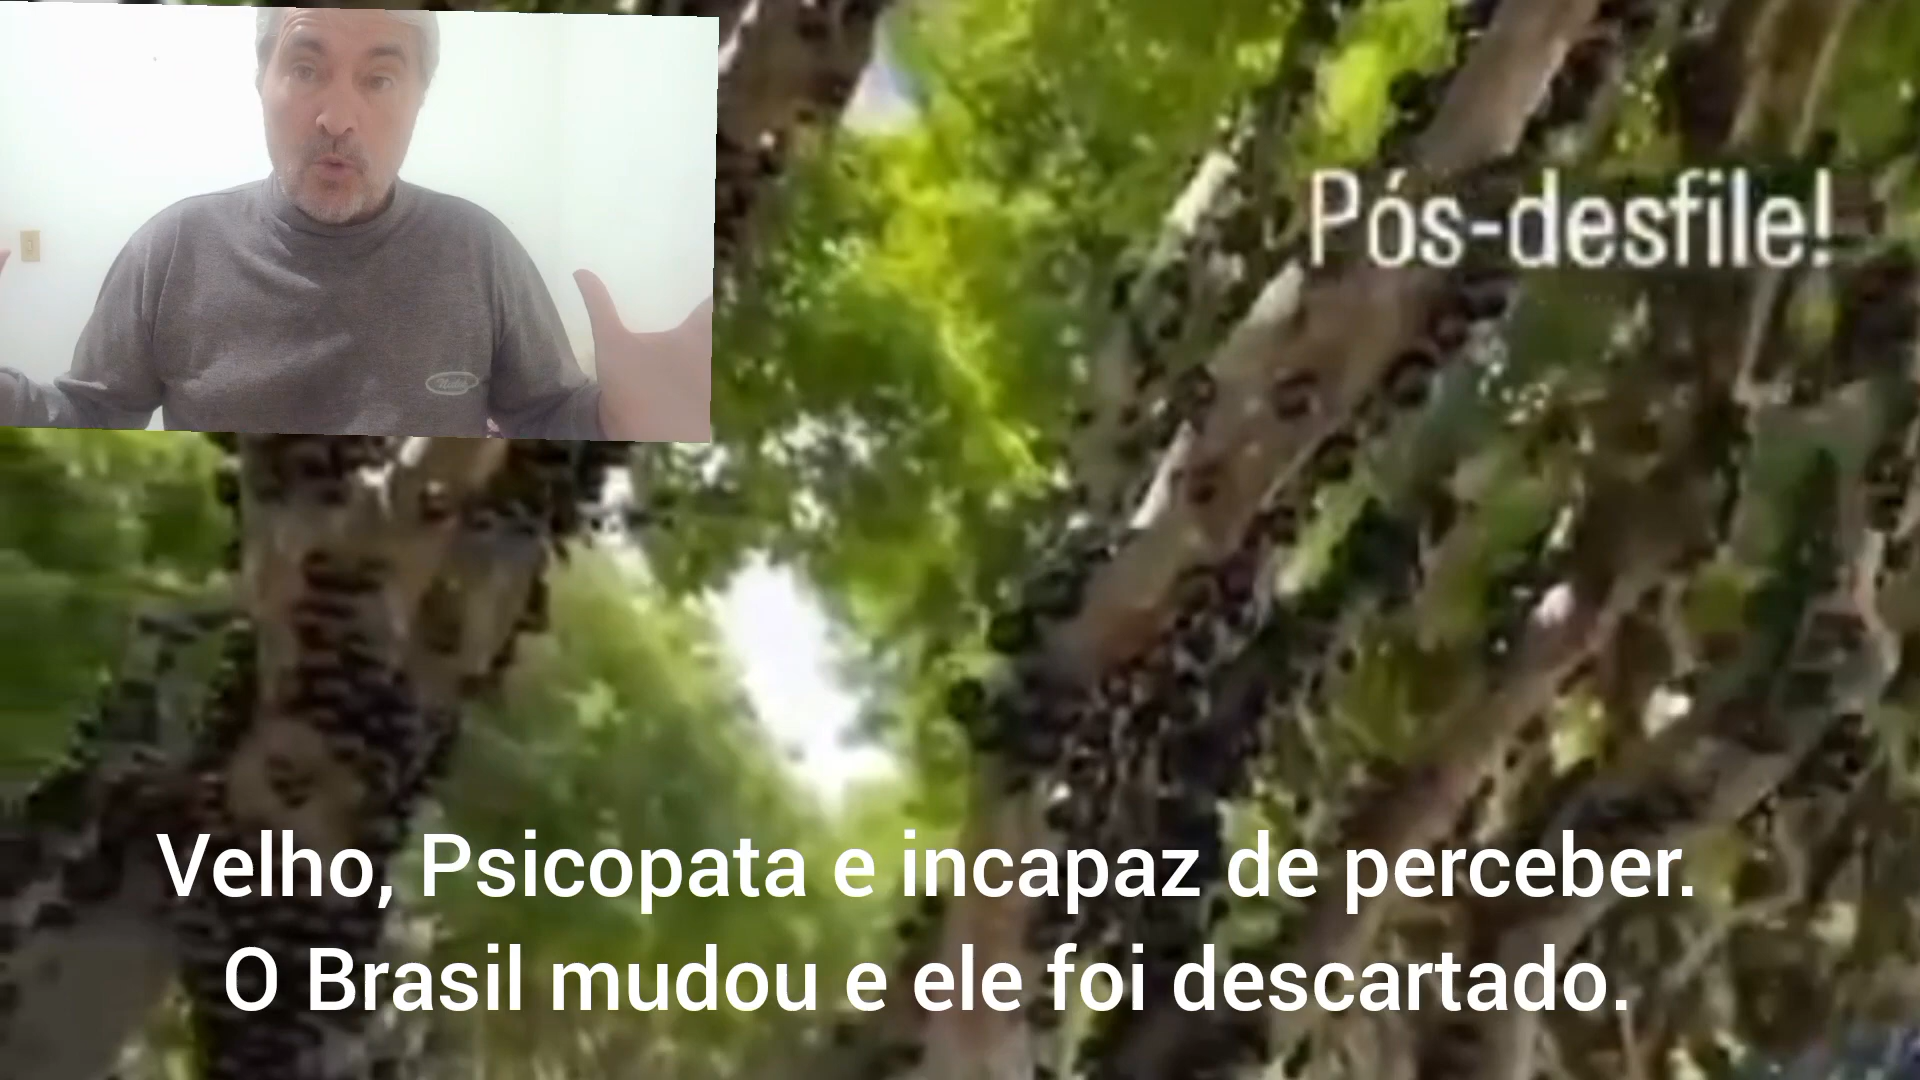 Pós-desfile!
Velho, Psicopata e incapaz de perceber.
O Brasil mudou e ele foi descartado.